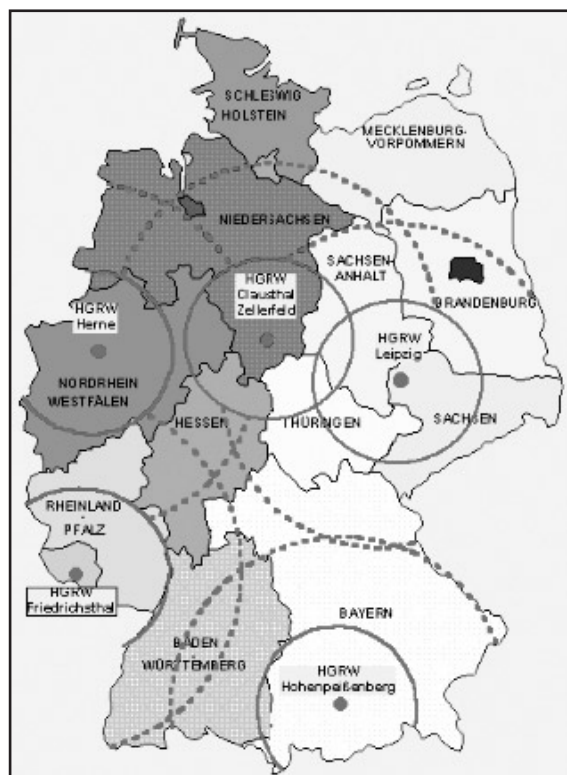 SCHLESWIG
HOLSTEIN
MECKLENBURG-
VORPOMMERN
NIEDERSACHSEN
SACHSEN-
ANHALT
HGRW
Clausthal
Zellerfeld
BRANDENBURG
HGRW
Herne
HGRW
Leipzig
NORDRHEIN
WESTFÄLEN
HESSEN
THÜRINGEN
SACHSEN
RHEINLAND
- PFALZ
HGRW
Friedrichsthal
BAYERN
BADEN
WÜRTTEMBERG
HGRW
Hohenpeißenberg